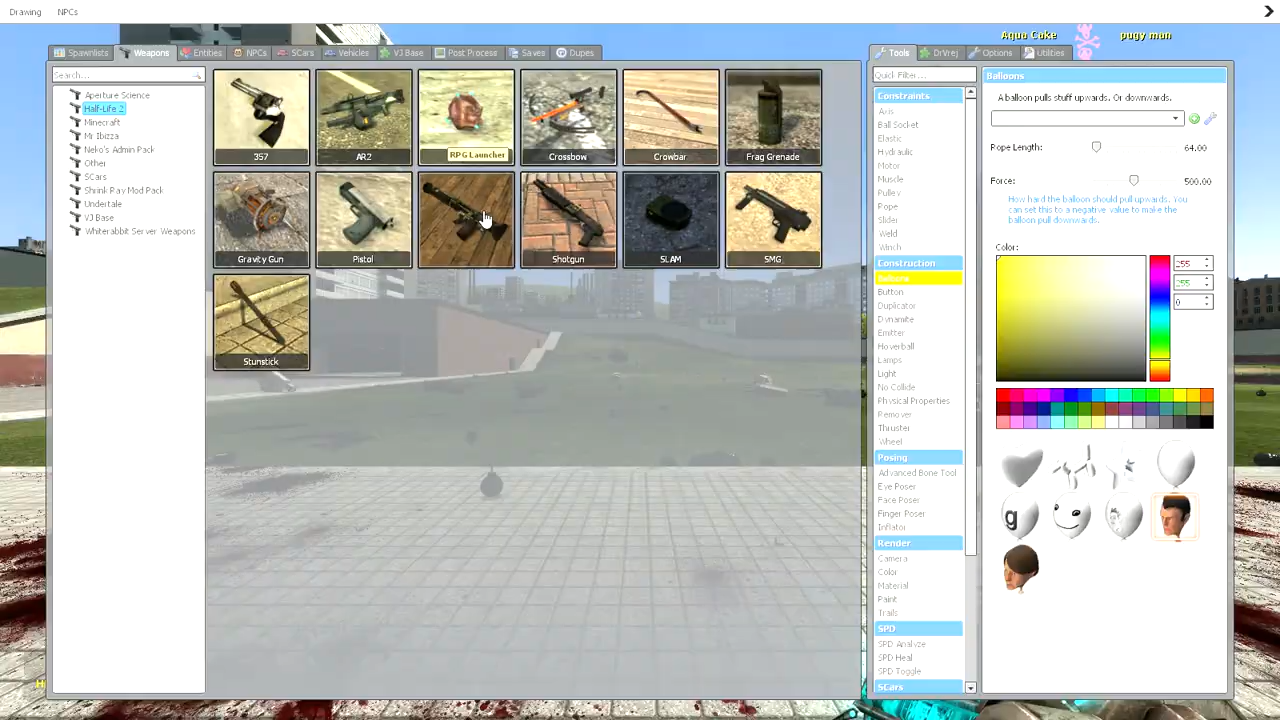 Drawing NPCs
Aqua Cake pugy man
Spawnlists Weapons Entities NPCs SCars Vehicles VJ Base Post Process Saves Dupes
Search...
Aperture Science
Half-Life 2
Minecraft
Mr Ibizza
Neko's Admin Pack
Other
SCars
Shrink Ray Mod Pack
Undertale
VJ Base
Whiterabbit Server Weapons
357
AR2
RPG Launcher
Crossbow
Crowbar
Frag Grenade
Gravity Gun
Pistol
Shotgun
SLAM
SMG
Stunstick
Tools DrVrej Options Utilities
Quick Filter...
Constraints
Axis
Ball Socket
Elastic
Hydraulic
Motor
Muscle
Pulley
Rope
Slider
Weld
Winch
Construction
Balloons
Button
Duplicator
Dynamite
Emitter
Hoverball
Lamps
Light
No Collide
Physical Properties
Remover
Thruster
Wheel
Posing
Advanced Bone Tool
Eye Poser
Face Poser
Finger Poser
Inflator
Render
Camera
Color
Material
Paint
Trails
SPD
SPD Analyze
SPD Heal
SPD Toggle
SCars
Balloons
A balloon pulls stuff upwards. Or downwards.
Rope Length: 64.00
Force: 500.00
How hard the balloon should pull upwards. You
can set this to a negative value to make the
balloon pull downwards.
Color:
255
255
0
g